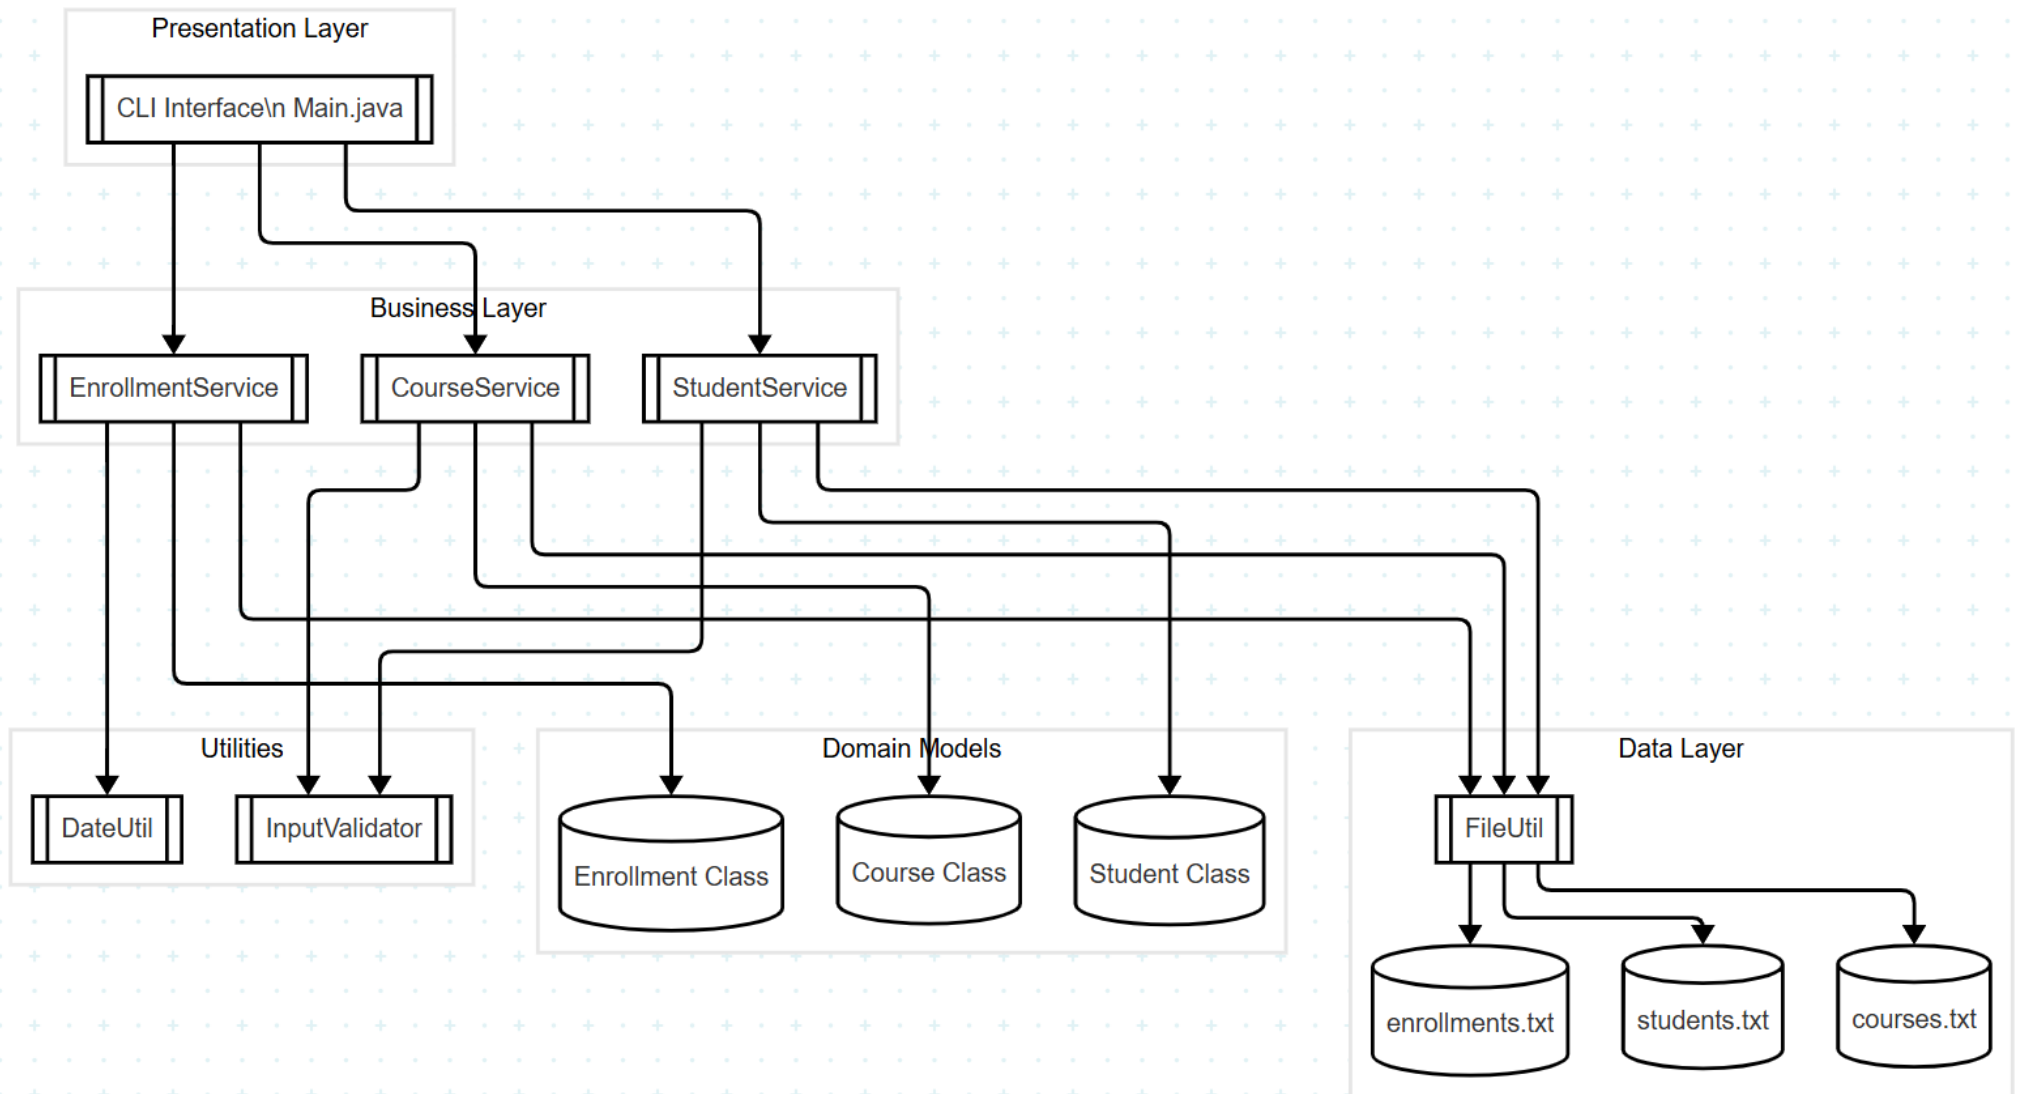 Presentation Layer
CLI Interface\n Main.java
Business Layer
EnrollmentService
CourseService
StudentService
Utilities
DateUtil
InputValidator
Domain Models
Enrollment Class
Course Class
Student Class
Data Layer
FileUtil
enrollments.txt
students.txt
courses.txt